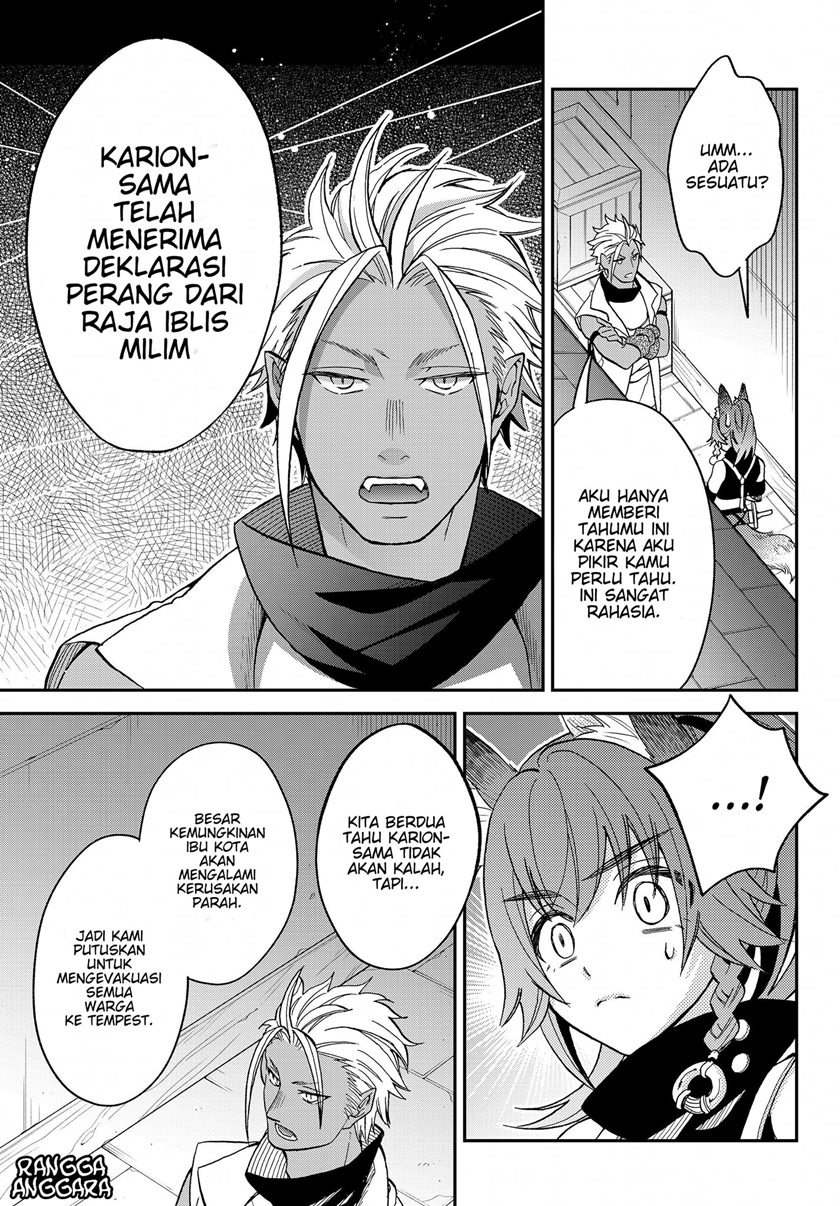 UMM...
ADA
SESUATU?
AKU HANYA
MEMBERI
TAHUMU INI
KARENA AKU
PIKIR KAMU
PERLU TAHU.
INI SANGAT
RAHASIA.
KARION-
SAMA
TELAH
MENERIMA
DEKLARASI
PERANG DARI
RAJA IBLIS
MILIM
...!
KITA BERDUA
TAHU KARION-
SAMA TIDAK
AKAN KALAH,
TAPI...
BESAR
KEMUNGKINAN
IBU KOTA
AKAN
MENGALAMI
KERUSAKAN
PARAH.
JADI KAMI
PUTUSKAN
UNTUK
MENGEVAKUASI
SEMUA
WARGA
KE TEMPEST.
RANGGA
ANGGARA